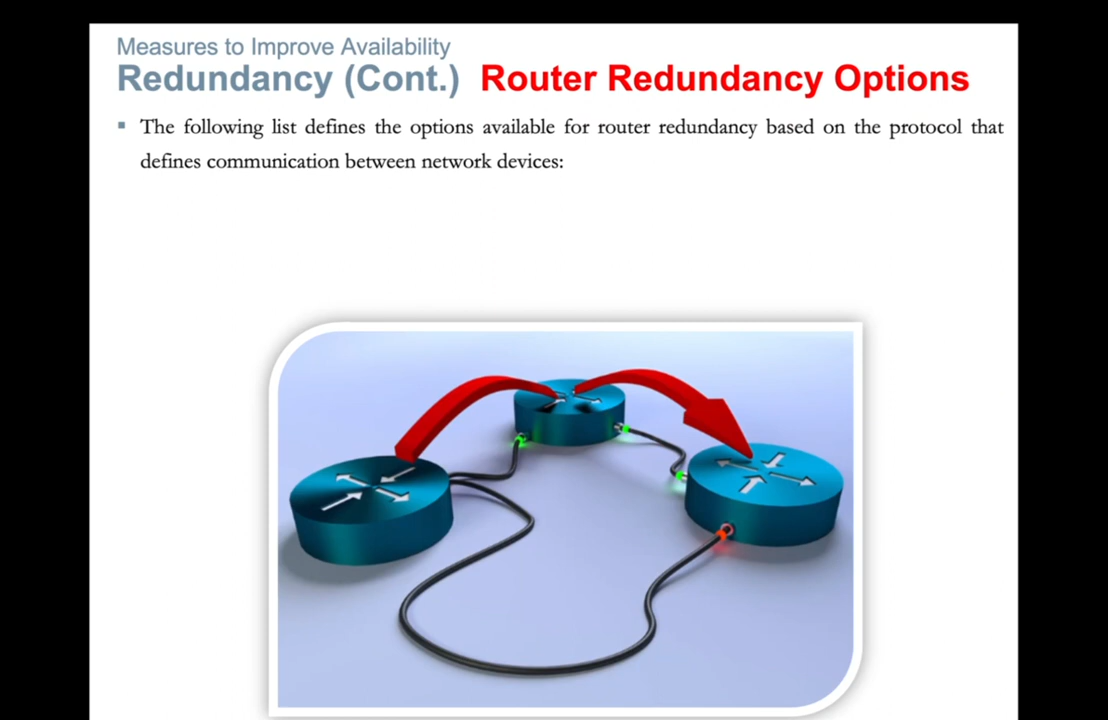 Measures to Improve Availability
Redundancy (Cont.) Router Redundancy Options
▪ The following list defines the options available for router redundancy based on the protocol that
defines communication between network devices: